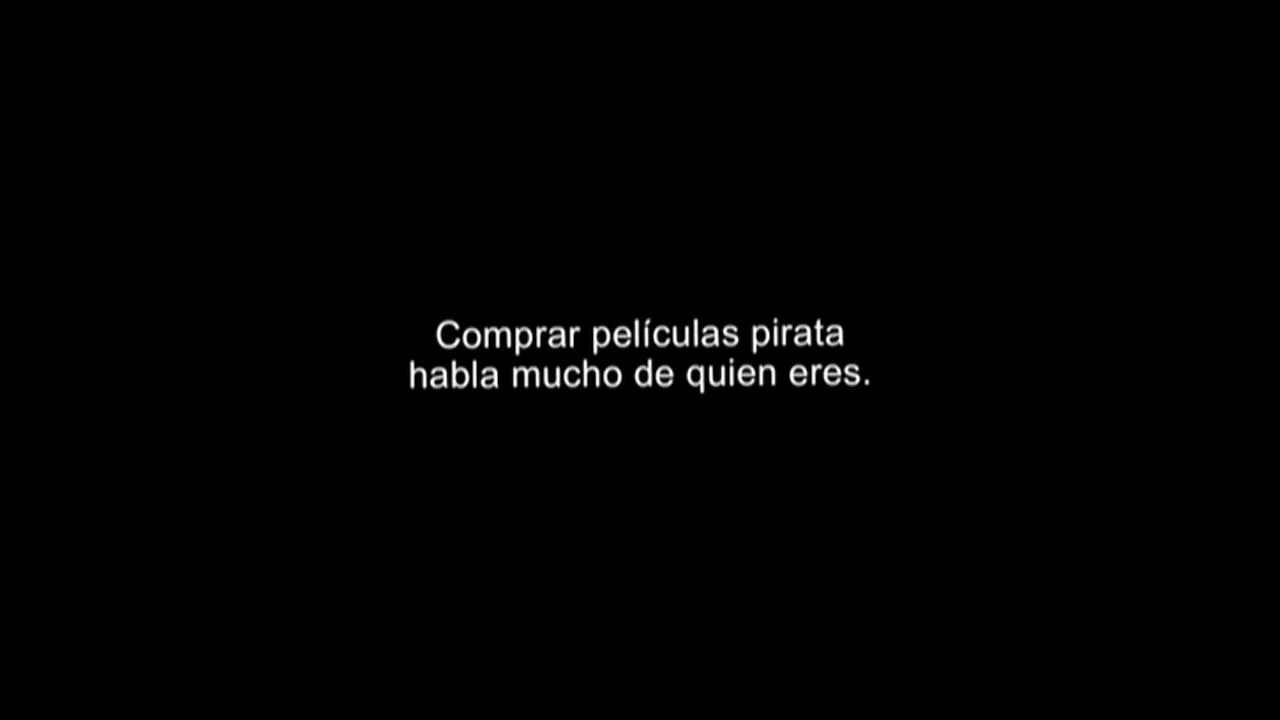 Comprar películas pirata
habla mucho de quien eres.